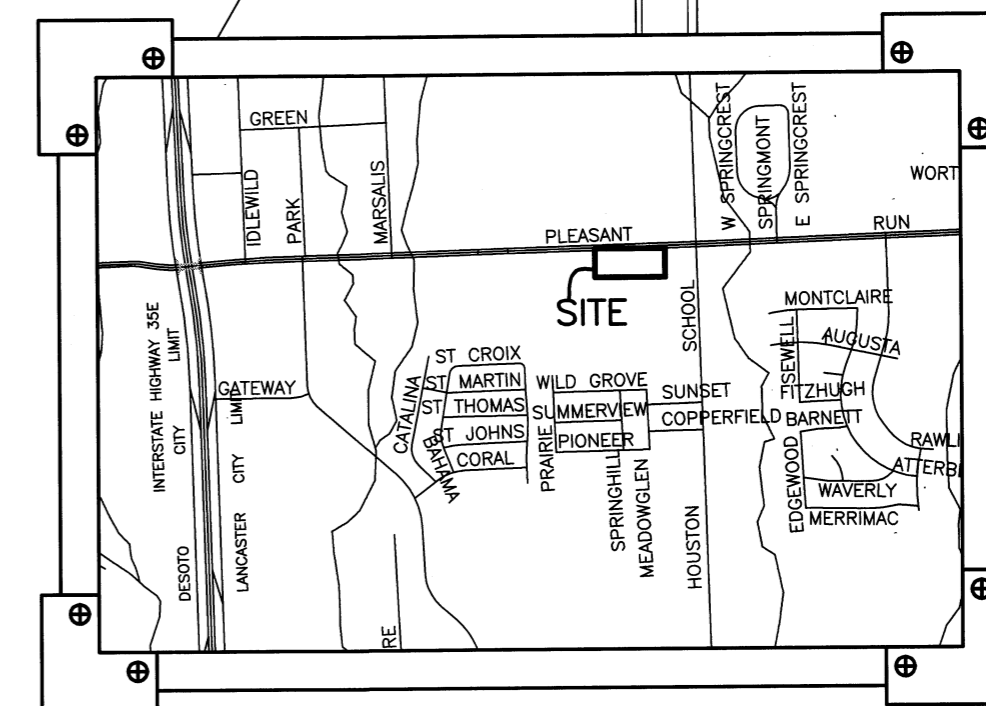 GREEN
IDLEWILD
PARK
MARSALIS
W SPRINGCREST
SPRINGMONT
E SPRINGCREST
WORT
PLEASANT
RUN
SITE
INTERSTATE HIGHWAY 35E
DESOTO CITY LIMIT
LANCASTER CITY LIMIT
GATEWAY
CATALINA
BAHAMA
ST CROIX
ST MARTIN
ST THOMAS
ST JOHNS
CORAL
PRAIRIE
WILD GROVE
SUMMERVIEW
PIONEER
SPRINGHILL
MEADOWGLEN
SUNSET
COPPERFIELD
HOUSTON SCHOOL
MONTCLAIRE
AUGUSTA
FISEWELL
FITZHUGH
BARNETT
EDGEWOOD
RAWLI
ATTERB
WAVERLY
MERRIMAC
RE